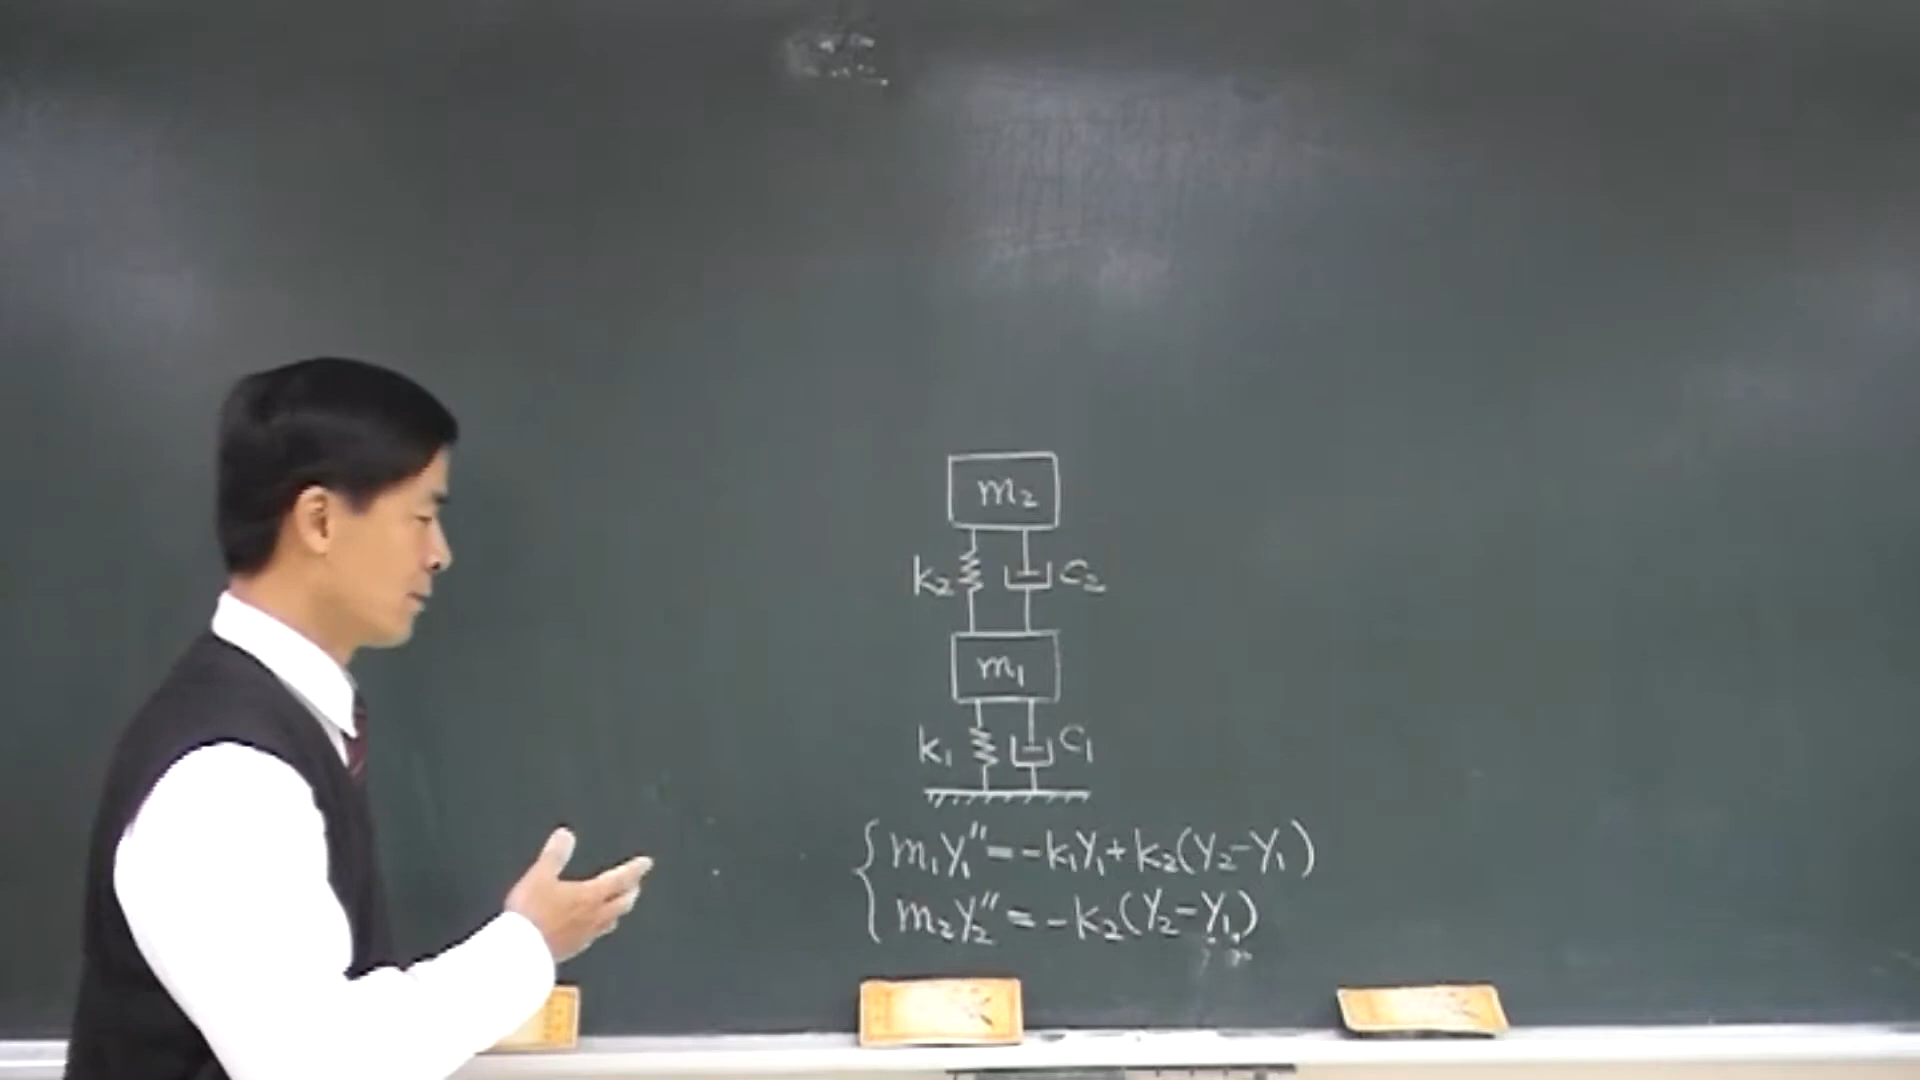 m₂
k₂ c₂
m₁
k₁ c₁
m₁y₁″=-k₁y₁+k₂(y₂-y₁)
m₂y₂″=-k₂(y₂-y₁)